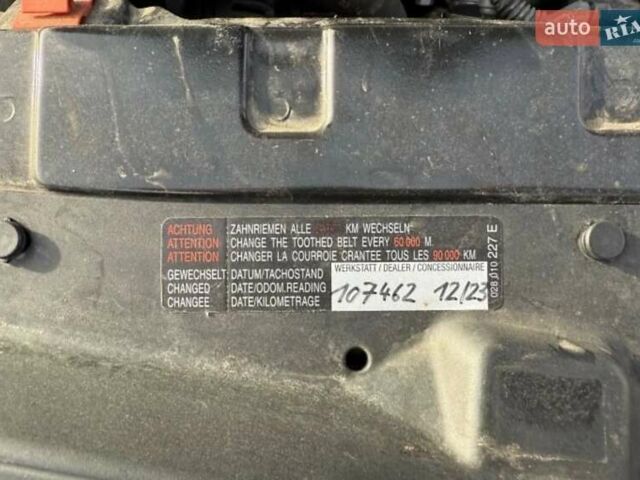 auto RIA
ACHTUNG : ZAHNRIEMEN ALLE KM WECHSELN
ATTENTION : CHANGE THE TOOTHED BELT EVERY 60 000 M.
ATTENTION : CHANGER LA COURROIE CRANTEE TOUS LES 90 000 KM
GEWECHSELT : DATUM/TACHOSTAND
CHANGED : DATE/ODOM.READING
CHANGEE : DATE/KILOMETRAGE
WERKSTATT / DEALER / CONCESSIONNAIRE
107462 12/23
028 010 227 E